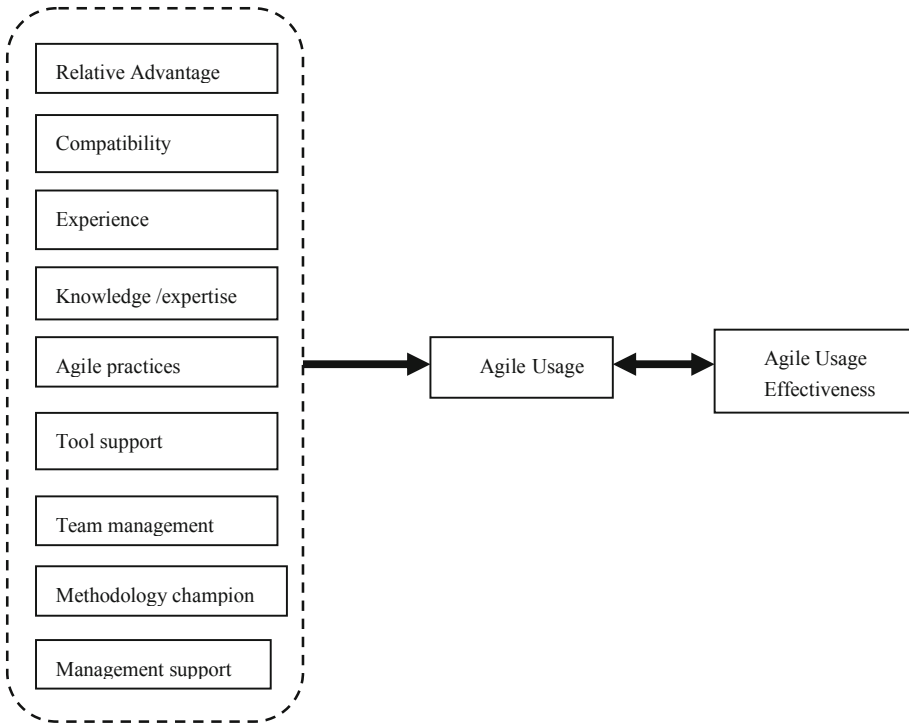 Relative Advantage
Compatibility
Experience
Knowledge /expertise
Agile practices
Tool support
Team management
Methodology champion
Management support
Agile Usage
Agile Usage
Effectiveness